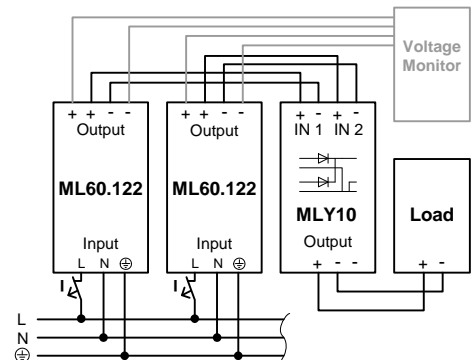 Voltage
Monitor
+ + - -
Output
ML60.122
Input
L N ⏚
I
+ + - -
Output
ML60.122
Input
L N ⏚
I
+ - + -
IN 1 IN 2
MLY10
Output
+ - -
Load
+ -
L
N
⏚